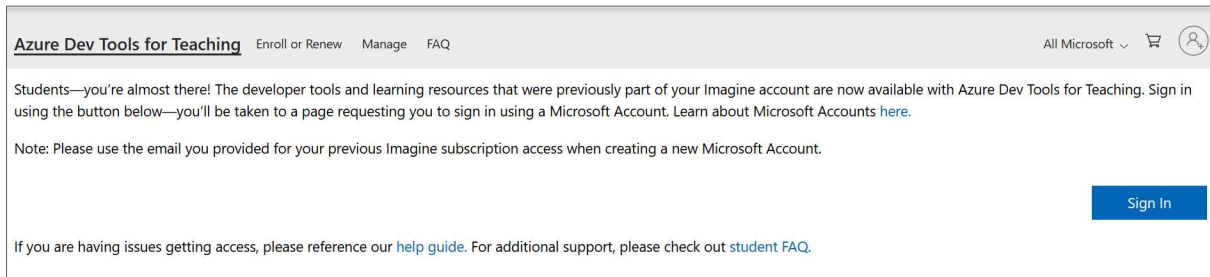 Azure Dev Tools for Teaching Enroll or Renew Manage FAQ All Microsoft
Students—you're almost there! The developer tools and learning resources that were previously part of your Imagine account are now available with Azure Dev Tools for Teaching. Sign in
using the button below—you'll be taken to a page requesting you to sign in using a Microsoft Account. Learn about Microsoft Accounts here.
Note: Please use the email you provided for your previous Imagine subscription access when creating a new Microsoft Account.
Sign In
If you are having issues getting access, please reference our help guide. For additional support, please check out student FAQ.